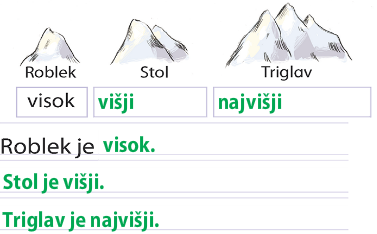 Roblek Stol Triglav
visok višji najvišji
Roblek je visok.
Stol je višji.
Triglav je najvišji.